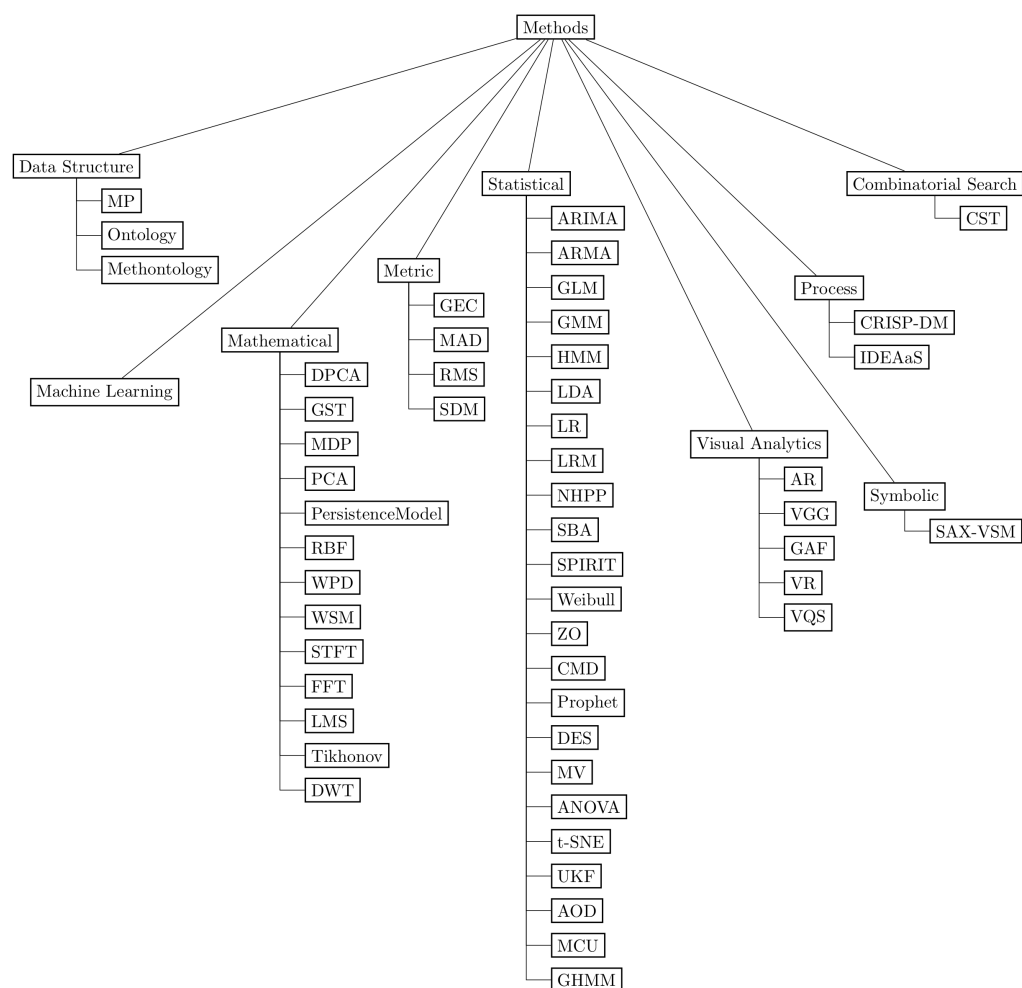 Methods
Data Structure
MP
Ontology
Methontology
Machine Learning
Mathematical
DPCA
GST
MDP
PCA
PersistenceModel
RBF
WPD
WSM
STFT
FFT
LMS
Tikhonov
DWT
Metric
GEC
MAD
RMS
SDM
Statistical
ARIMA
ARMA
GLM
GMM
HMM
LDA
LR
LRM
NHPP
SBA
SPIRIT
Weibull
ZO
CMD
Prophet
DES
MV
ANOVA
t-SNE
UKF
AOD
MCU
GHMM
Visual Analytics
AR
VGG
GAF
VR
VQS
Symbolic
SAX-VSM
Process
CRISP-DM
IDEAaS
Combinatorial Search
CST